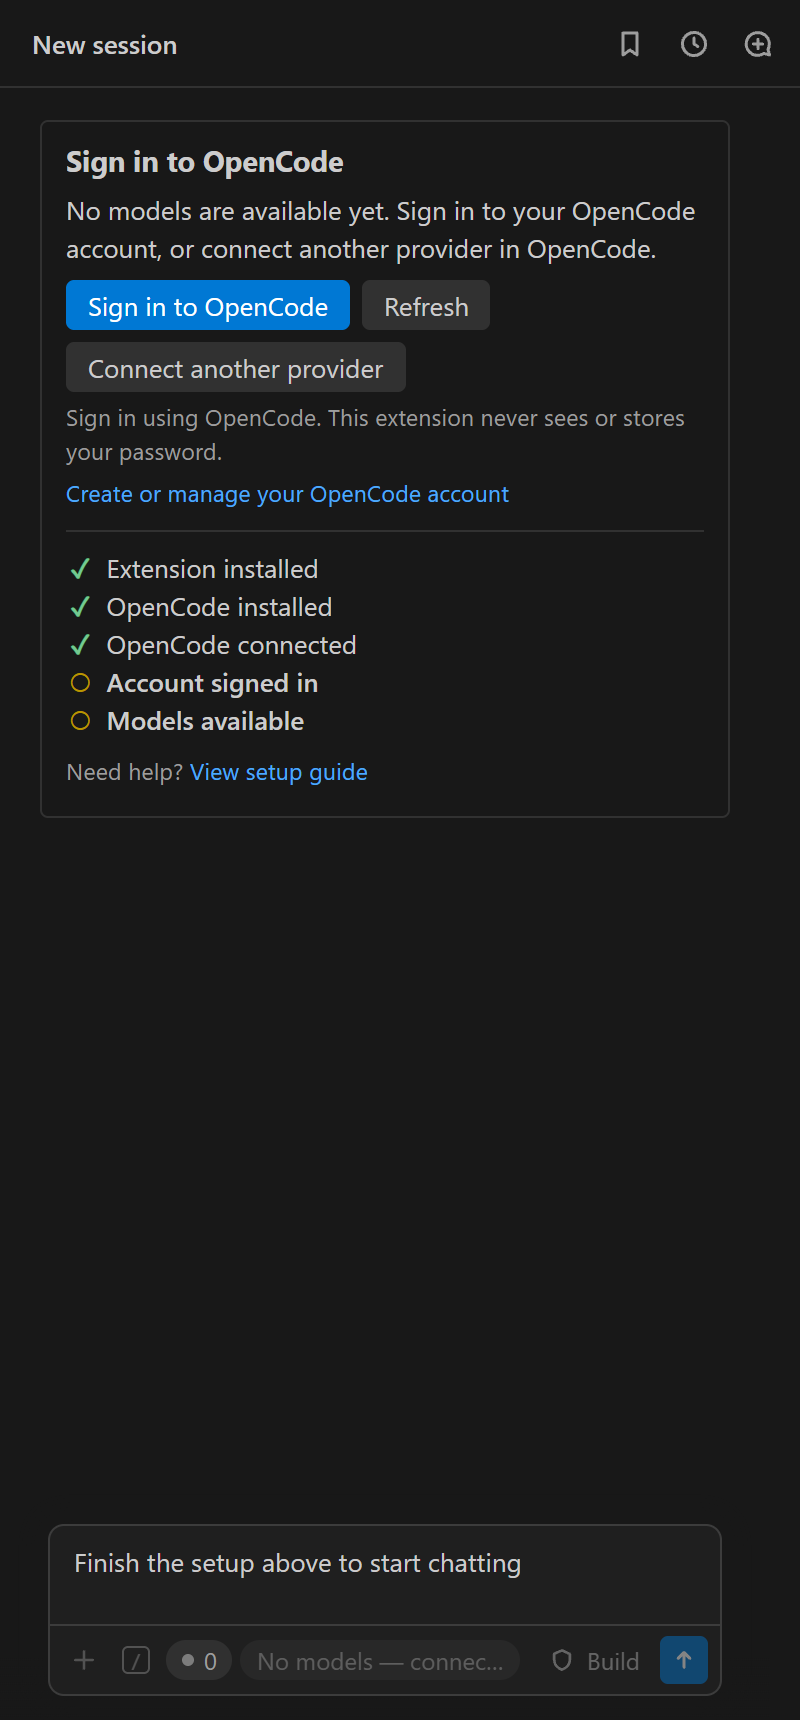 New session
Sign in to OpenCode
No models are available yet. Sign in to your OpenCode
account, or connect another provider in OpenCode.
Sign in to OpenCode
Refresh
Connect another provider
Sign in using OpenCode. This extension never sees or stores
your password.
Create or manage your OpenCode account
Extension installed
OpenCode installed
OpenCode connected
Account signed in
Models available
Need help? View setup guide
Finish the setup above to start chatting
/
0
No models — connec...
Build